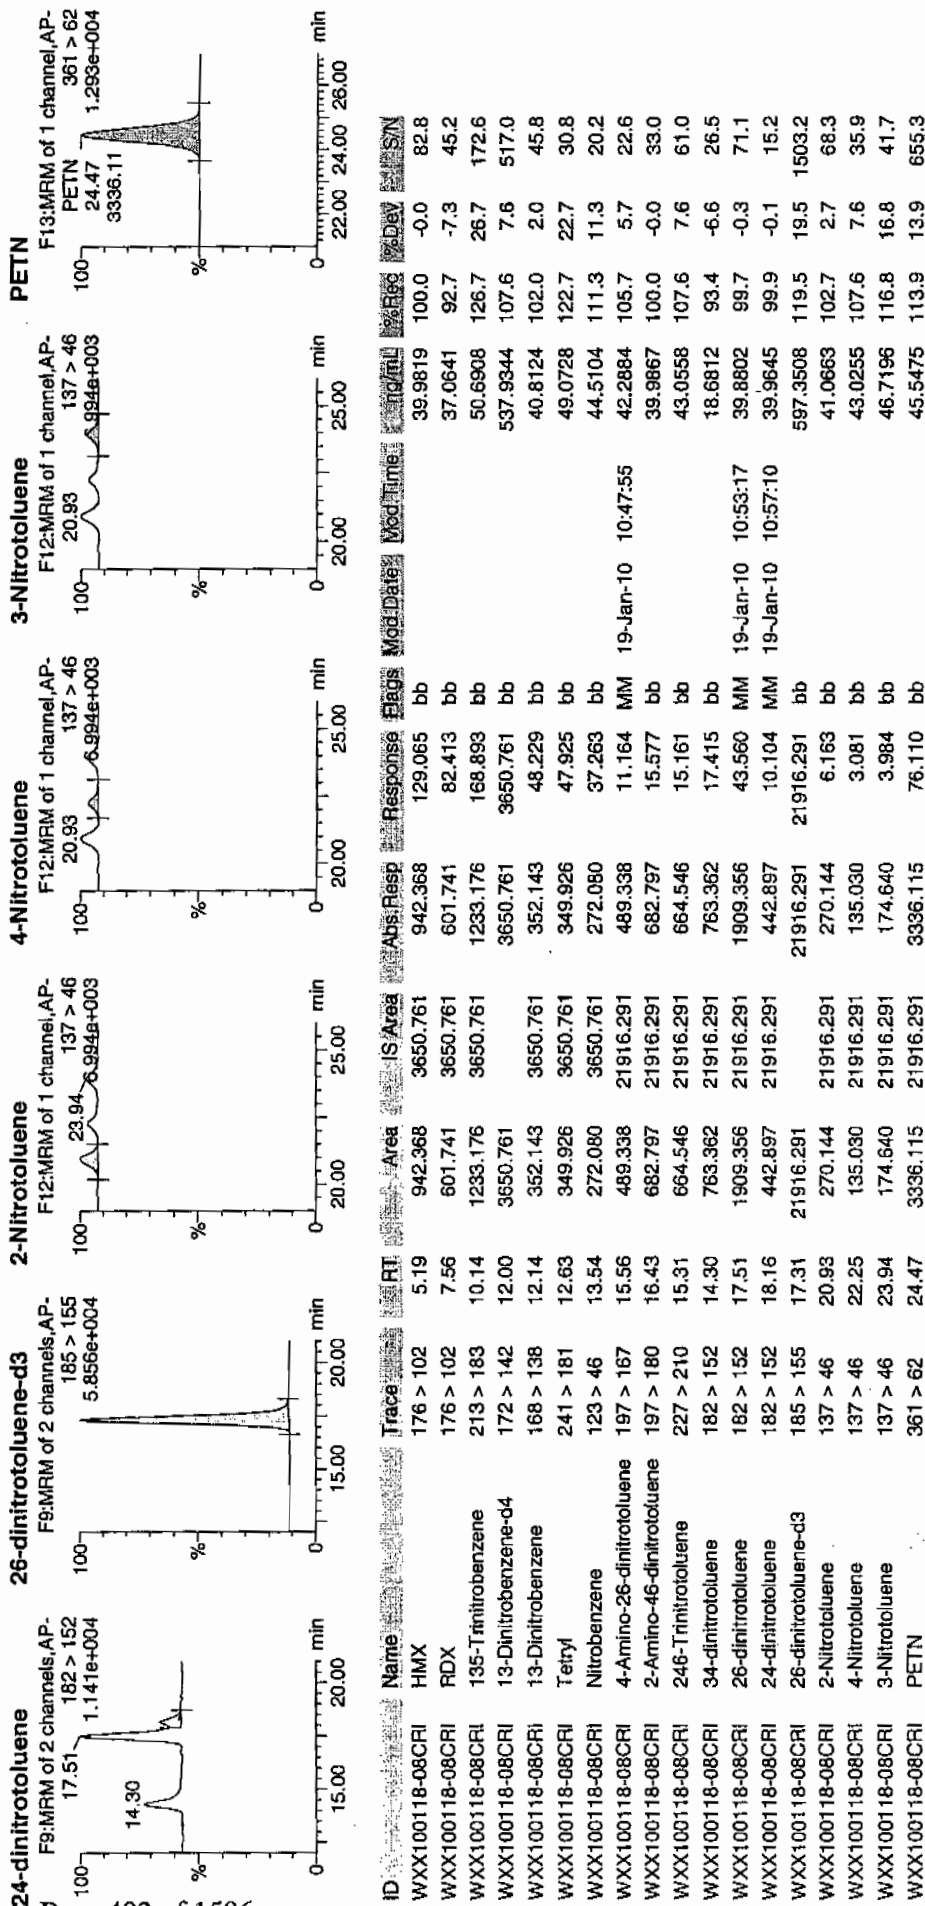 24-dinitrotoluene
F9:MRM of 2 channels,AP-
182 > 152
17.51
1.141e+004
100
14.30
%
0
15.00 20.00 min
26-dinitrotoluene-d3
F9:MRM of 2 channels,AP-
185 > 155
5.856e+004
100
%
0
15.00 20.00 min
2-Nitrotoluene
F12:MRM of 1 channel,AP-
137 > 46
23.94
6.994e+003
100
%
0
20.00 25.00 min
4-Nitrotoluene
F12:MRM of 1 channel,AP-
137 > 46
20.93
6.994e+003
100
%
0
20.00 25.00 min
3-Nitrotoluene
F12:MRM of 1 channel,AP-
137 > 46
20.93
6.994e+003
100
%
0
20.00 25.00 min
PETN
F13:MRM of 1 channel,AP-
PETN 361 > 62
24.47 1.293e+004
3336.11
100
%
0
22.00 24.00 26.00 min
ID Name Trace RT Area IS Area Abs.Resp Response Flags Mod.Date Mod.Time ng/mL %Rec %Dev S/N
WXX100118-08CRI HMX 176 > 102 5.19 942.368 3650.761 942.368 129.065 bb 39.9819 100.0 -0.0 82.8
WXX100118-08CRI RDX 176 > 102 7.56 601.741 3650.761 601.741 82.413 bb 37.0641 92.7 -7.3 45.2
WXX100118-08CRI 135-Trinitrobenzene 213 > 183 10.14 1233.176 3650.761 1233.176 168.893 bb 50.6908 126.7 26.7 172.6
WXX100118-08CRI 13-Dinitrobenzene-d4 172 > 142 12.00 3650.761 3650.761 3650.761 bb 537.9344 107.6 7.6 517.0
WXX100118-08CRI 13-Dinitrobenzene 168 > 138 12.14 352.143 3650.761 352.143 48.229 bb 40.8124 102.0 2.0 45.8
WXX100118-08CRI Tetryl 241 > 181 12.63 349.926 3650.761 349.926 47.925 bb 49.0728 122.7 22.7 30.8
WXX100118-08CRI Nitrobenzene 123 > 46 13.54 272.080 3650.761 272.080 37.263 bb 44.5104 111.3 11.3 20.2
WXX100118-08CRI 4-Amino-26-dinitrotoluene 197 > 167 15.56 489.338 21916.291 489.338 11.164 MM 19-Jan-10 10:47:55 42.2884 105.7 5.7 22.6
WXX100118-08CRI 2-Amino-46-dinitrotoluene 197 > 180 16.43 682.797 21916.291 682.797 15.577 bb 39.9867 100.0 -0.0 33.0
WXX100118-08CRI 246-Trinitrotoluene 227 > 210 15.31 664.546 21916.291 664.546 15.161 bb 43.0558 107.6 7.6 61.0
WXX100118-08CRI 34-dinitrotoluene 182 > 152 14.30 763.362 21916.291 763.362 17.415 bb 18.6812 93.4 -6.6 26.5
WXX100118-08CRI 26-dinitrotoluene 182 > 152 17.51 1909.356 21916.291 1909.356 43.560 MM 19-Jan-10 10:53:17 39.8802 99.7 -0.3 71.1
WXX100118-08CRI 24-dinitrotoluene 182 > 152 18.16 442.897 21916.291 442.897 10.104 MM 19-Jan-10 10:57:10 39.9645 99.9 -0.1 15.2
WXX100118-08CRI 26-dinitrotoluene-d3 185 > 155 17.31 21916.291 21916.291 21916.291 bb 597.3508 119.5 19.5 1503.2
WXX100118-08CRI 2-Nitrotoluene 137 > 46 20.93 270.144 21916.291 270.144 6.163 bb 41.0663 102.7 2.7 68.3
WXX100118-08CRI 4-Nitrotoluene 137 > 46 22.25 135.030 21916.291 135.030 3.081 bb 43.0255 107.6 7.6 35.9
WXX100118-08CRI 3-Nitrotoluene 137 > 46 23.94 174.640 21916.291 174.640 3.984 bb 46.7196 116.8 16.8 41.7
WXX100118-08CRI PETN 361 > 62 24.47 3336.115 21916.291 3336.115 76.110 bb 45.5475 113.9 13.9 655.3